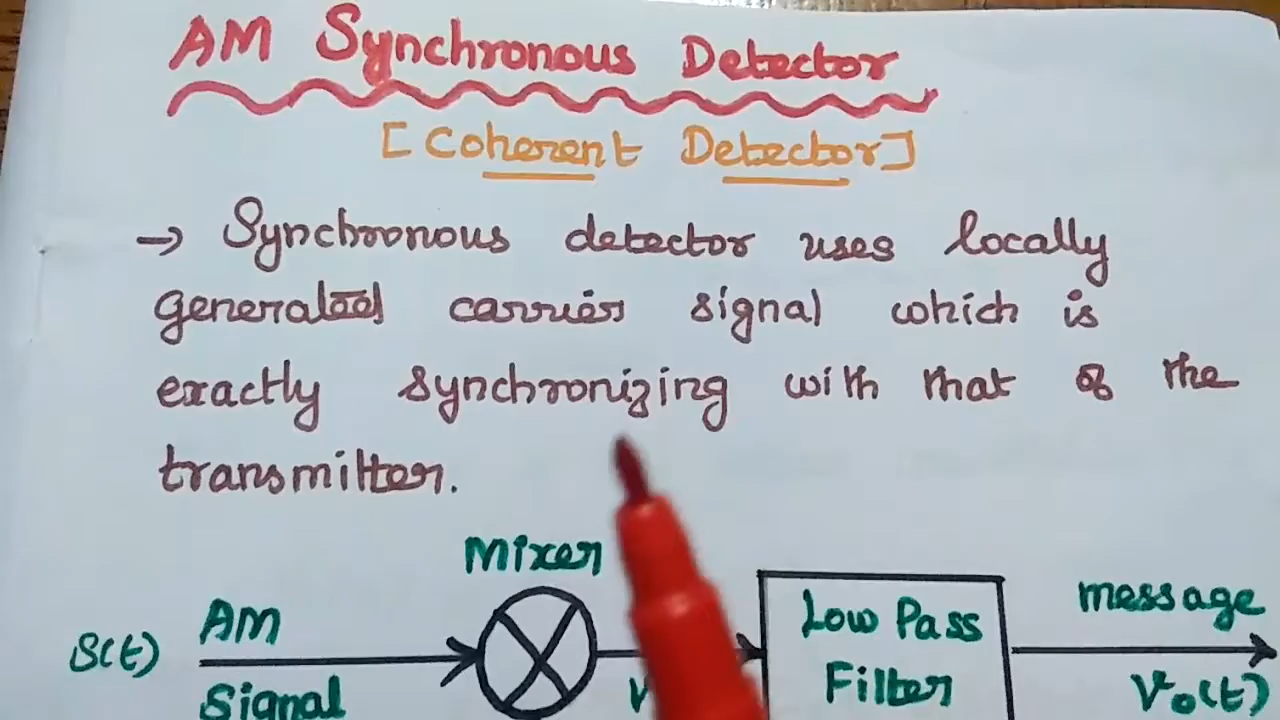 AM Synchronous Detector
[Coherent Detector]
→ Synchronous detector uses locally
generated carrier signal which is
exactly synchronizing with that of the
transmitter.
Mixer
S(t) AM Signal
Low Pass
Filter
message
V₀(t)